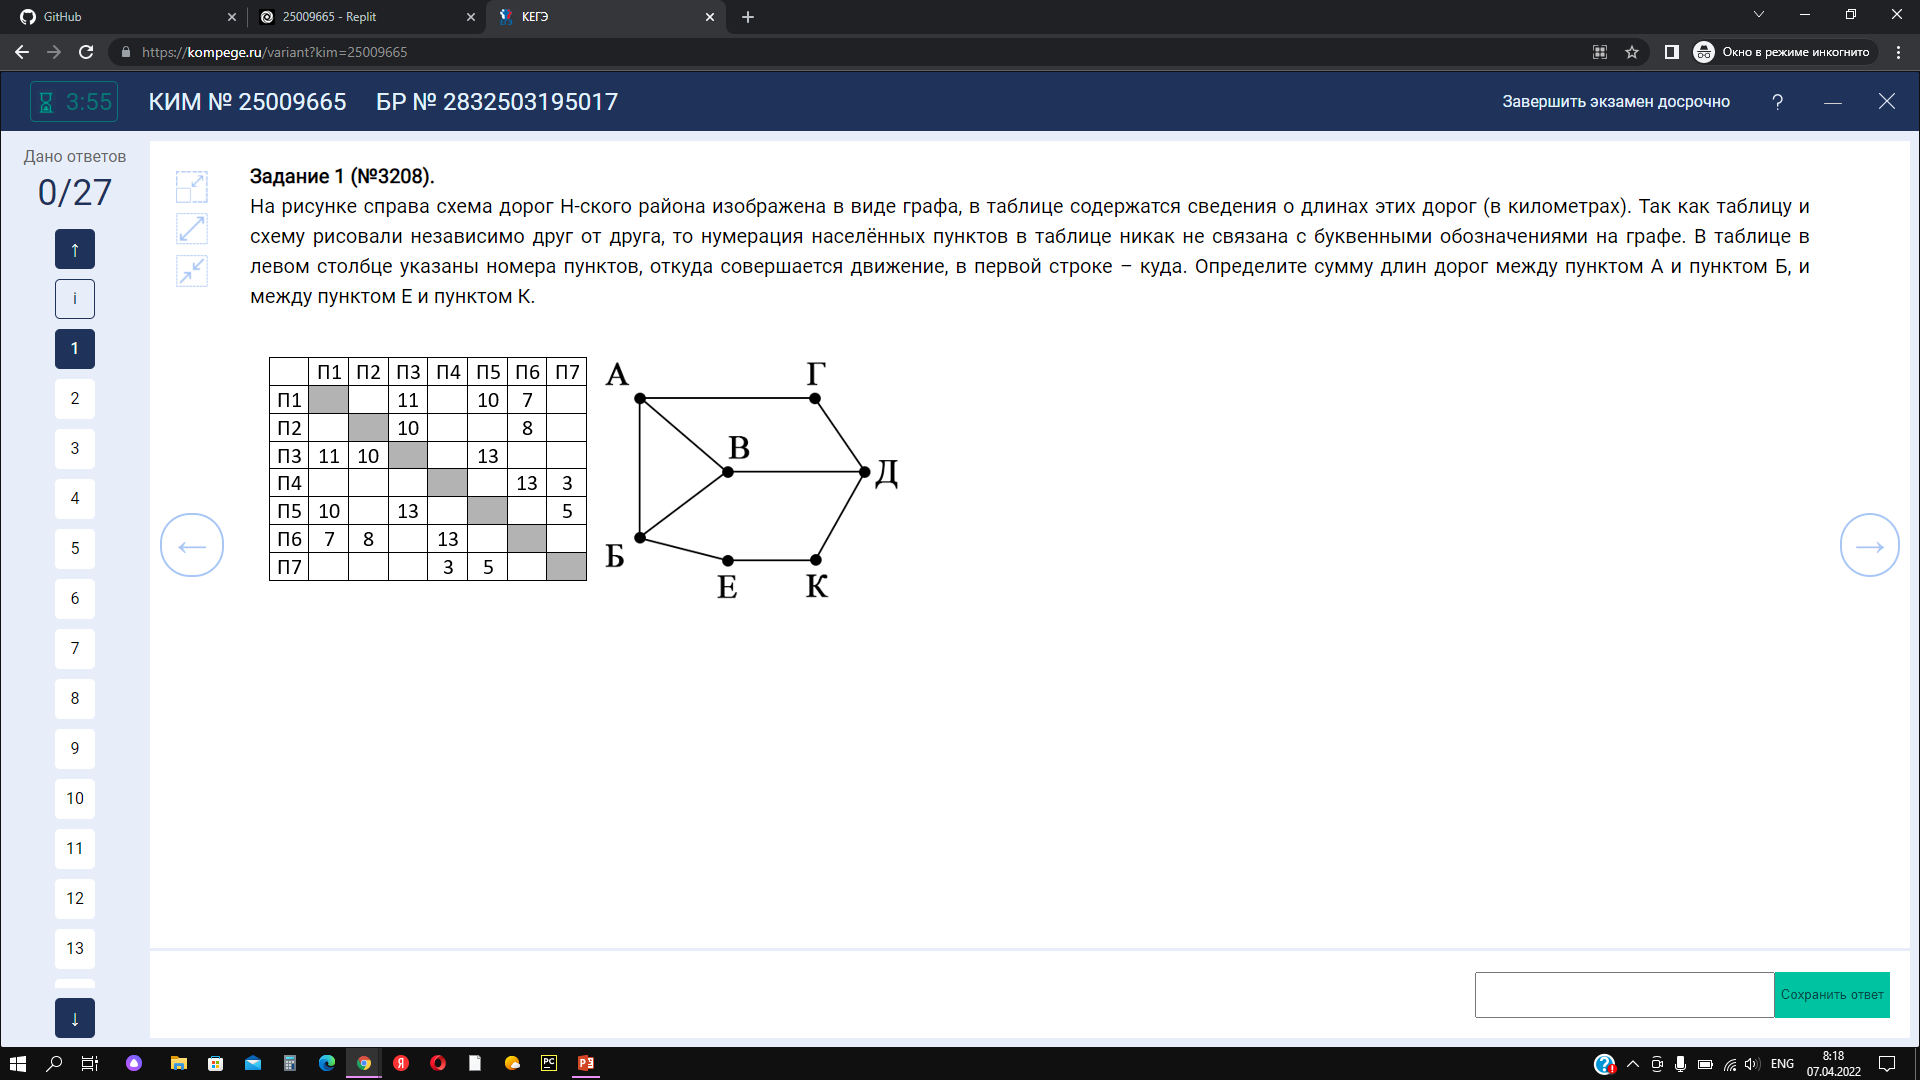 GitHub
25009665 - Replit
КЕГЭ
https://kompege.ru/variant?kim=25009665
Окно в режиме инкогнито
3:55
КИМ № 25009665
БР № 2832503195017
Завершить экзамен досрочно
?
Дано ответов
0/27
↑
i
1
2
3
4
5
6
7
8
9
10
11
12
13
↓
Задание 1 (№3208).
На рисунке справа схема дорог Н-ского района изображена в виде графа, в таблице содержатся сведения о длинах этих дорог (в километрах). Так как таблицу и
схему рисовали независимо друг от друга, то нумерация населённых пунктов в таблице никак не связана с буквенными обозначениями на графе. В таблице в
левом столбце указаны номера пунктов, откуда совершается движение, в первой строке – куда. Определите сумму длин дорог между пунктом А и пунктом Б, и
между пунктом Е и пунктом К.
П1 П2 П3 П4 П5 П6 П7
П1 11 10 7
П2 10 8
П3 11 10 13
П4 13 3
П5 10 13 5
П6 7 8 13
П7 3 5
А
Г
В
Д
Б
Е
К
Сохранить ответ
Я
PC
ENG
8:18
07.04.2022